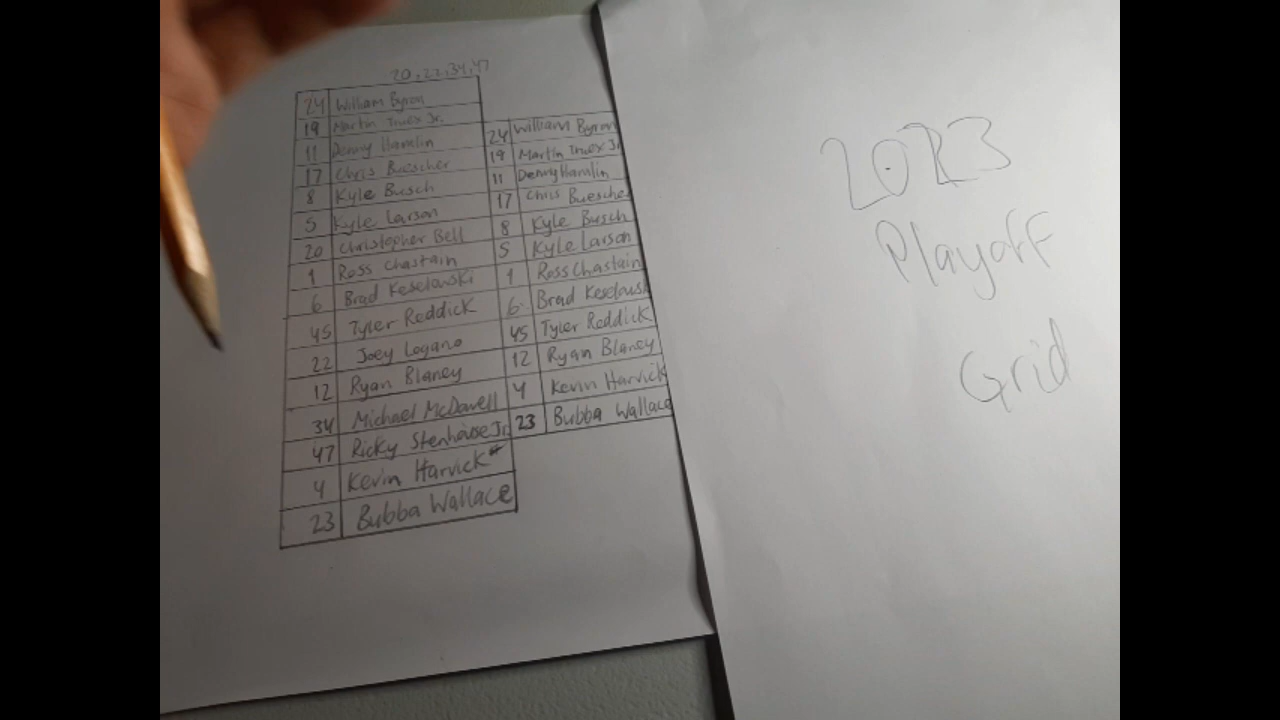 20, 22, 34, 47
24 William Byron
19 Martin Truex Jr.
11 Denny Hamlin
17 Chris Buescher
8 Kyle Busch
5 Kyle Larson
20 Christopher Bell
1 Ross Chastain
6 Brad Keselowski
45 Tyler Reddick
22 Joey Logano
12 Ryan Blaney
34 Michael McDowell
47 Ricky Stenhouse Jr.
4 Kevin Harvick*
23 Bubba Wallace
24 William Byron
19 Martin Truex Jr
11 Denny Hamlin
17 Chris Buesche
8 Kyle Busch
5 Kyle Larson
1 Ross Chastain
6 Brad Keselows
45 Tyler Reddick
12 Ryan Blaney
4 Kevin Harvick
23 Bubba Wallace
2023
Playoff
Grid